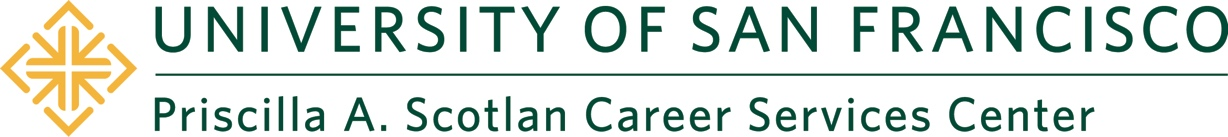 UNIVERSITY OF SAN FRANCISCO
Priscilla A. Scotlan Career Services Center